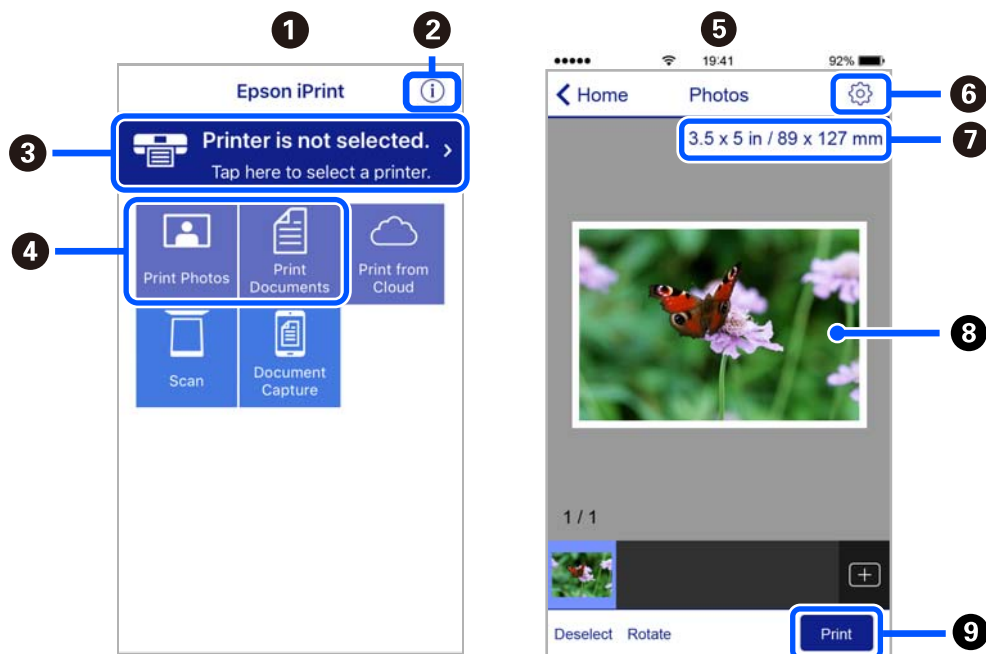 1
2
Epson iPrint
i
3
Printer is not selected.
Tap here to select a printer.
4
Print Photos
Print
Documents
Print from
Cloud
Scan
Document
Capture
5
19:41
92%
Home
Photos
6
3.5 x 5 in / 89 x 127 mm
7
8
1 / 1
Deselect
Rotate
Print
9